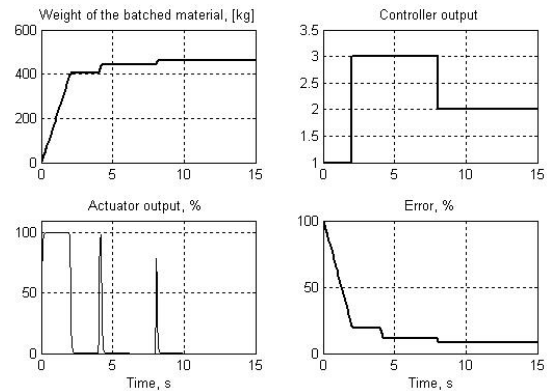 Weight of the batched material, [kg]
600
400
200
0
0 5 10 15
Controller output
3.5
3
2.5
2
1.5
1
0 5 10 15
Actuator output, %
100
50
0
0 5 10 15
Time, s
Error, %
100
50
0
0 5 10 15
Time, s